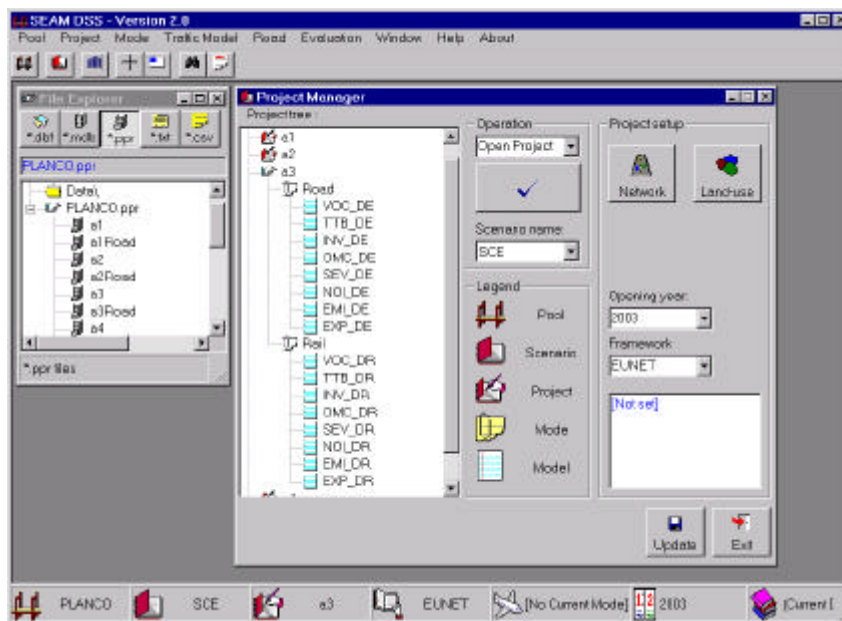 SEAM DSS - Version 2.0
Pool Project Mode Traffic Model Road Evaluation Window Help About
File Explorer
*.dbt *.mdb *.ppr *.txt *.csv
PLANCO.ppr
Data\
PLANCO.ppr
a1
a1Road
a2
a2Road
a3
a3Road
a4
*.ppr files
Project Manager
Project tree :
a1
a2
a3
Road
VOC_DE
TTB_DE
INV_DE
OMC_DE
SEV_DE
NOI_DE
EMI_DE
EXP_DE
Rail
VOC_DR
TTB_DR
INV_DR
OMC_DR
SEV_DR
NOI_DR
EMI_DR
EXP_DR
Operation
Open Project
Scenario name:
SCE
Legend
Pool
Scenario
Project
Mode
Model
Project setup
Network Land-use
Opening year:
2003
Framework
EUNET
[Not set]
Update Exit
PLANCO SCE a3 EUNET [No Current Mode] 2003 [Current